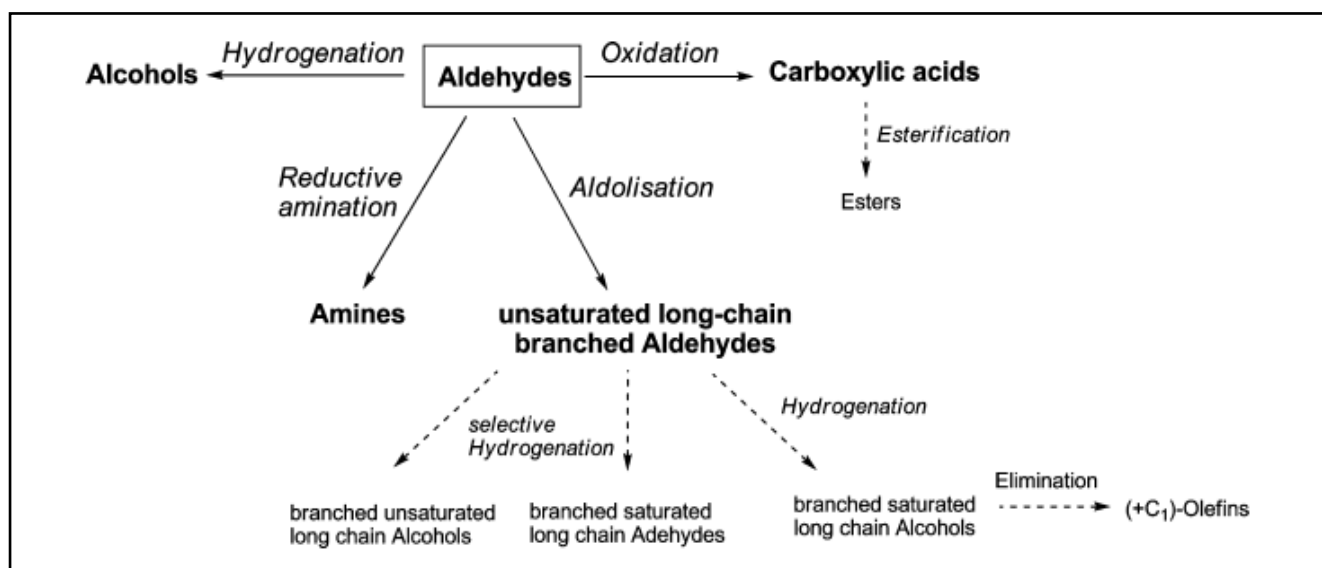 Hydrogenation
Alcohols
Aldehydes
Oxidation
Carboxylic acids
Esterification
Esters
Reductive
amination
Aldolisation
Amines
unsaturated long-chain
branched Aldehydes
selective
Hydrogenation
Hydrogenation
branched unsaturated
long chain Alcohols
branched saturated
long chain Adehydes
branched saturated
long chain Alcohols
Elimination
(+C₁)-Olefins